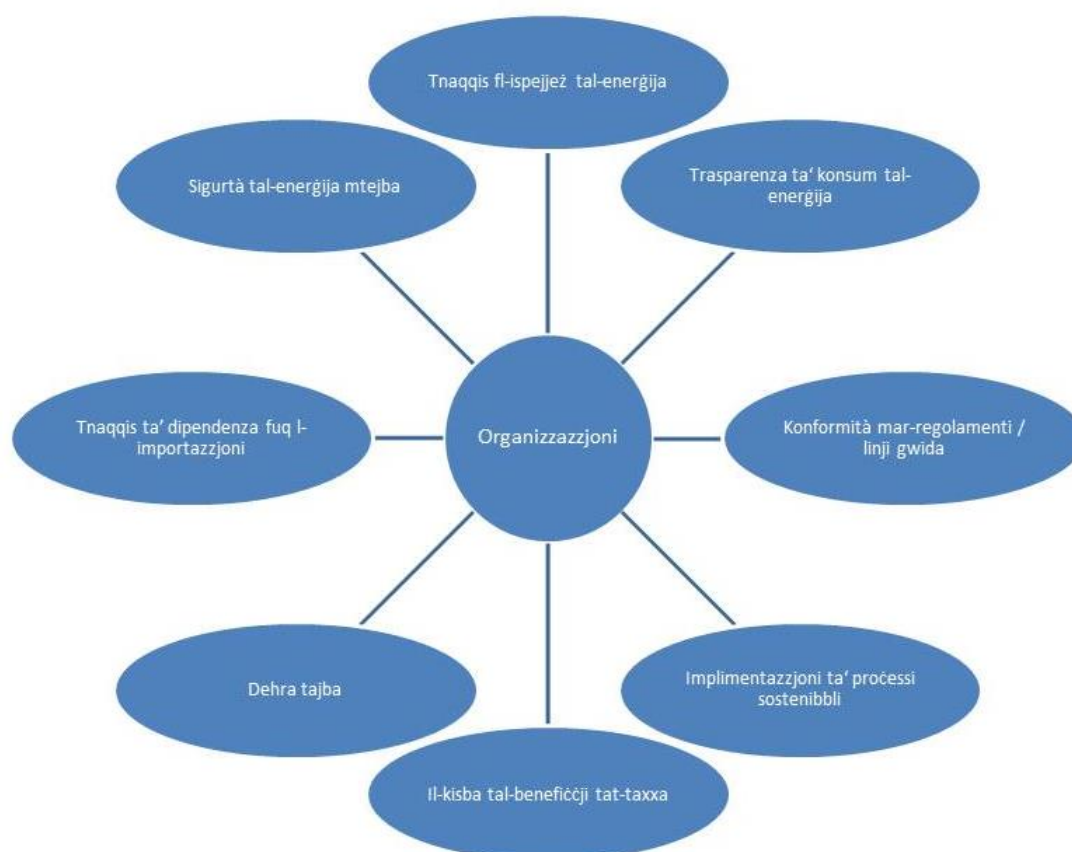 Tnaqqis fl-ispejjeż tal-enerġija
Sigurtà tal-enerġija mtejba
Trasparenza ta‘ konsum tal-
enerġija
Tnaqqis ta’ dipendenza fuq l-
importazzjoni
Organizzazzjoni
Konformità mar-regolamenti /
linji gwida
Dehra tajba
Implimentazzjoni ta‘ proċessi
sostenibbli
Il-kisba tal-benefiċċji tat-taxxa